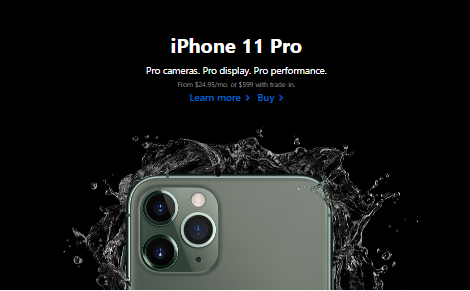 iPhone 11 Pro
Pro cameras. Pro display. Pro performance.
From $24.95/mo. or $599 with trade-in.
Learn more > Buy >